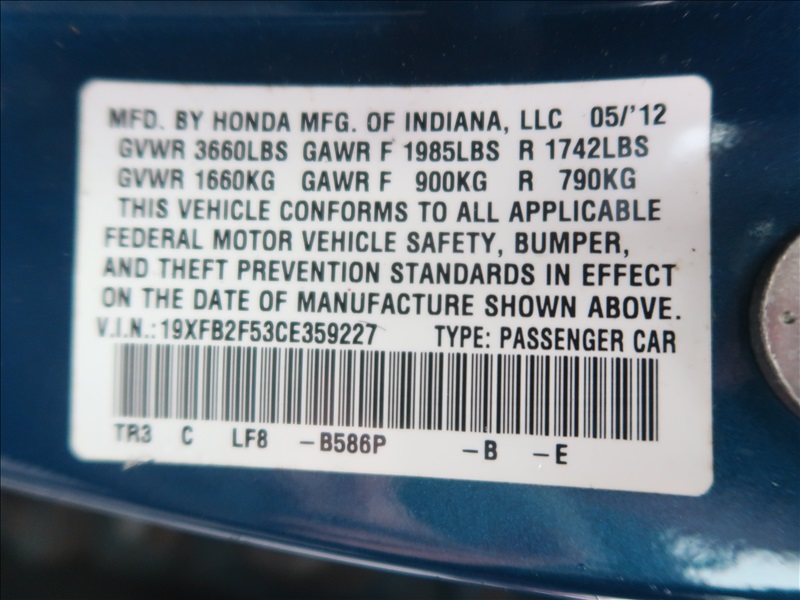 MFD. BY HONDA MFG. OF INDIANA, LLC 05/'12
GVWR 3660LBS GAWR F 1985LBS R 1742LBS
GVWR 1660KG GAWR F 900KG R 790KG
THIS VEHICLE CONFORMS TO ALL APPLICABLE
FEDERAL MOTOR VEHICLE SAFETY, BUMPER,
AND THEFT PREVENTION STANDARDS IN EFFECT
ON THE DATE OF MANUFACTURE SHOWN ABOVE.
V.I.N.:19XFB2F53CE359227 TYPE: PASSENGER CAR
TR3 C LF8 -B586P -B -E